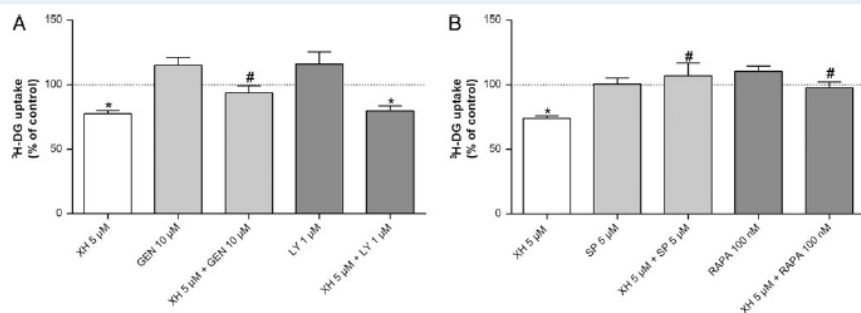 A
³H-DG uptake
(% of control)
150
100
50
0
*
#
*
XH 5 µM
GEN 10 µM
XH 5 µM + GEN 10 µM
LY 1 µM
XH 5 µM + LY 1 µM
B
³H-DG uptake
(% of control)
150
100
50
0
*
#
#
XH 5 µM
SP 5 µM
XH 5 µM + SP 5 µM
RAPA 100 nM
XH 5 µM + RAPA 100 nM